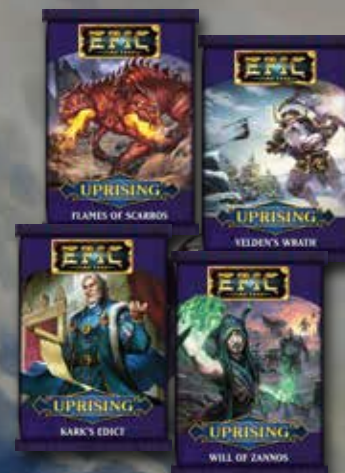 EPIC
UPRISING
FLAMES OF SCARROS
EPIC
UPRISING
VELDEN'S WRATH
EPIC
UPRISING
KARK'S EDICT
EPIC
UPRISING
WILL OF ZANNOS